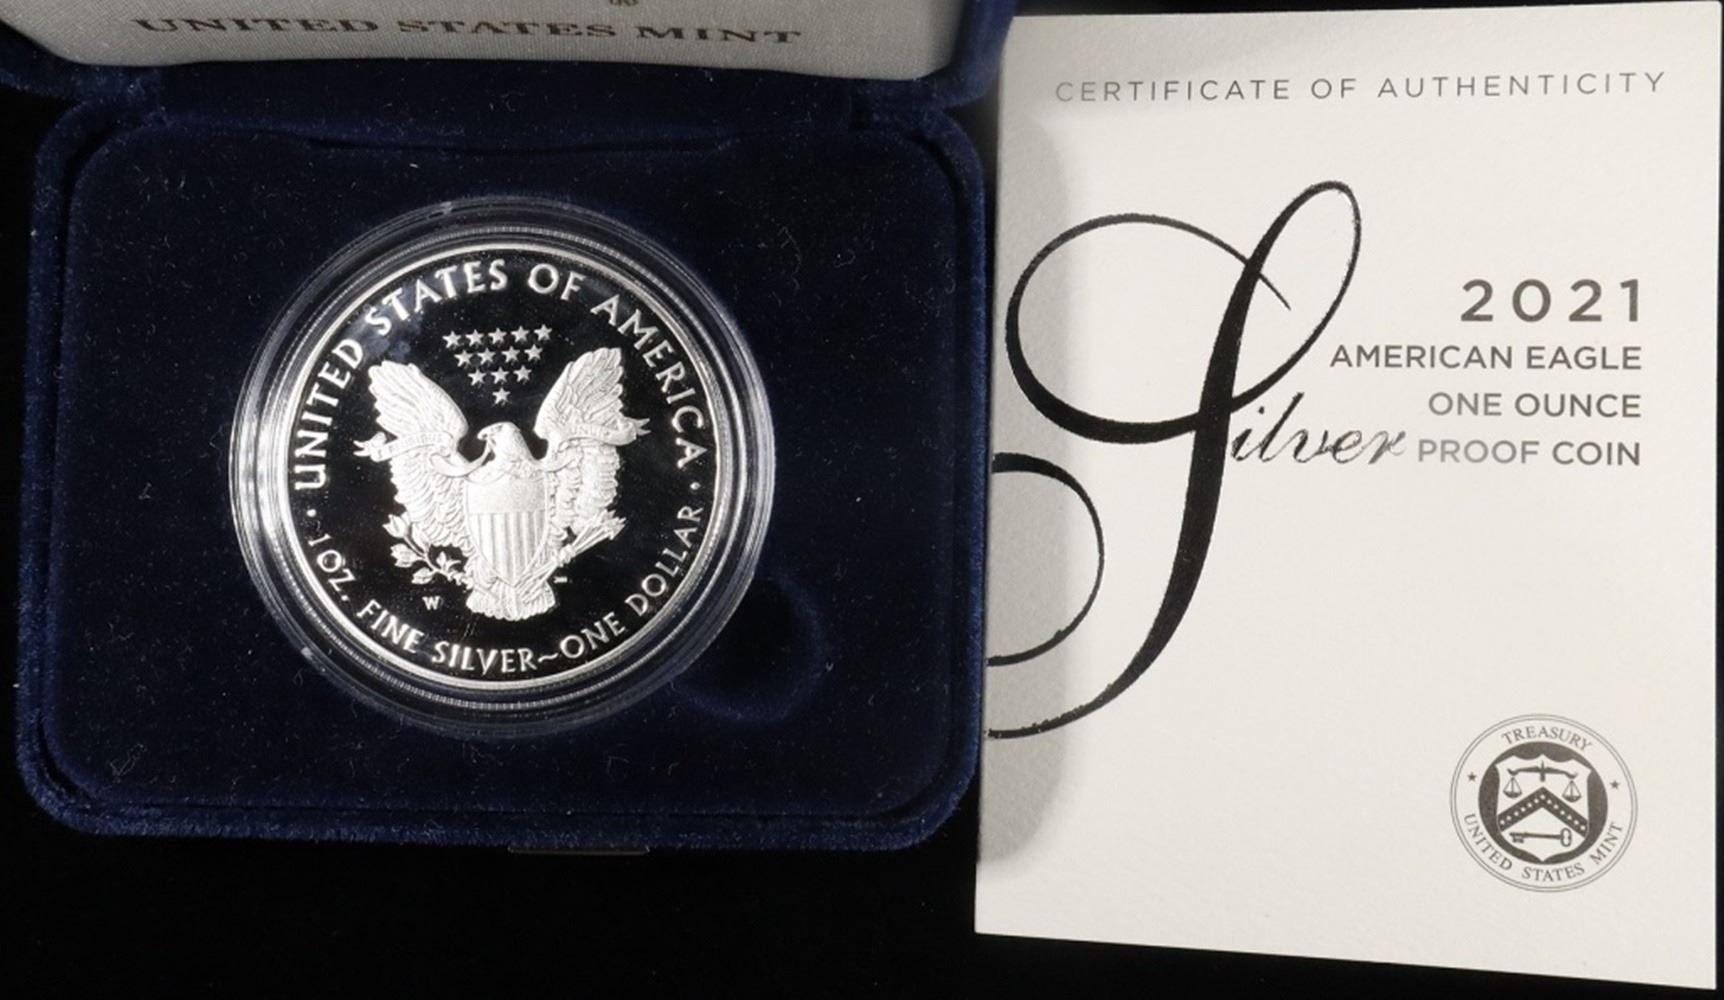 UNITED STATES MINT
UNITED STATES OF AMERICA
W
· 1 OZ. FINE SILVER~ONE DOLLAR ·
CERTIFICATE OF AUTHENTICITY
2021
AMERICAN EAGLE
ONE OUNCE
Silver PROOF COIN
TREASURY
UNITED STATES MINT